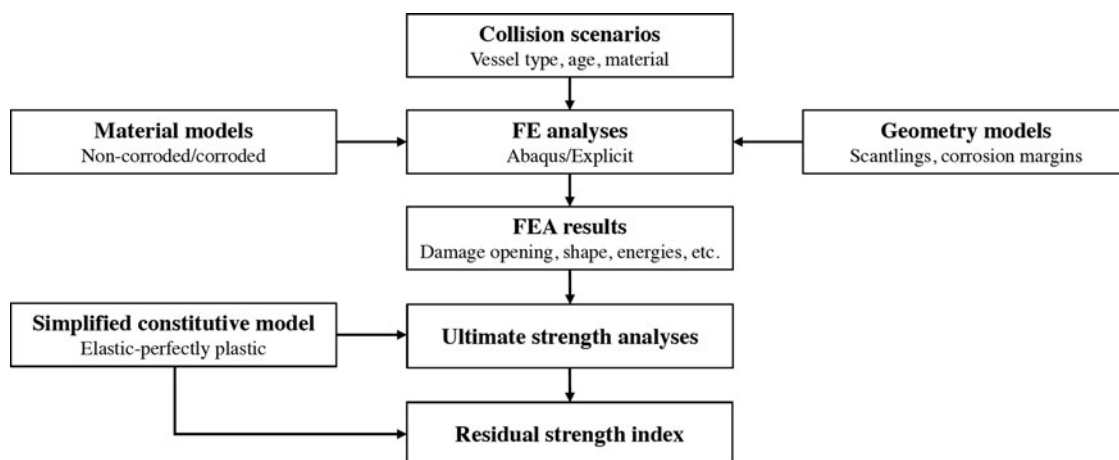 Collision scenarios
Vessel type, age, material
Material models
Non-corroded/corroded
FE analyses
Abaqus/Explicit
Geometry models
Scantlings, corrosion margins
FEA results
Damage opening, shape, energies, etc.
Simplified constitutive model
Elastic-perfectly plastic
Ultimate strength analyses
Residual strength index